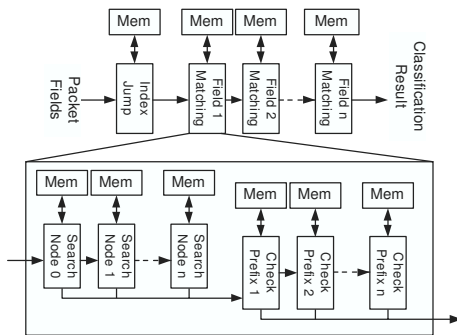 Mem
Mem
Mem
Mem
Packet
Fields
Index
Jump
Field 1
Matching
Field 2
Matching
Field n
Matching
Classification
Result
Mem
Mem
Mem
Mem
Mem
Mem
Search
Node 0
Search
Node 1
Search
Node n
Check
Prefix 1
Check
Prefix 2
Check
Prefix n